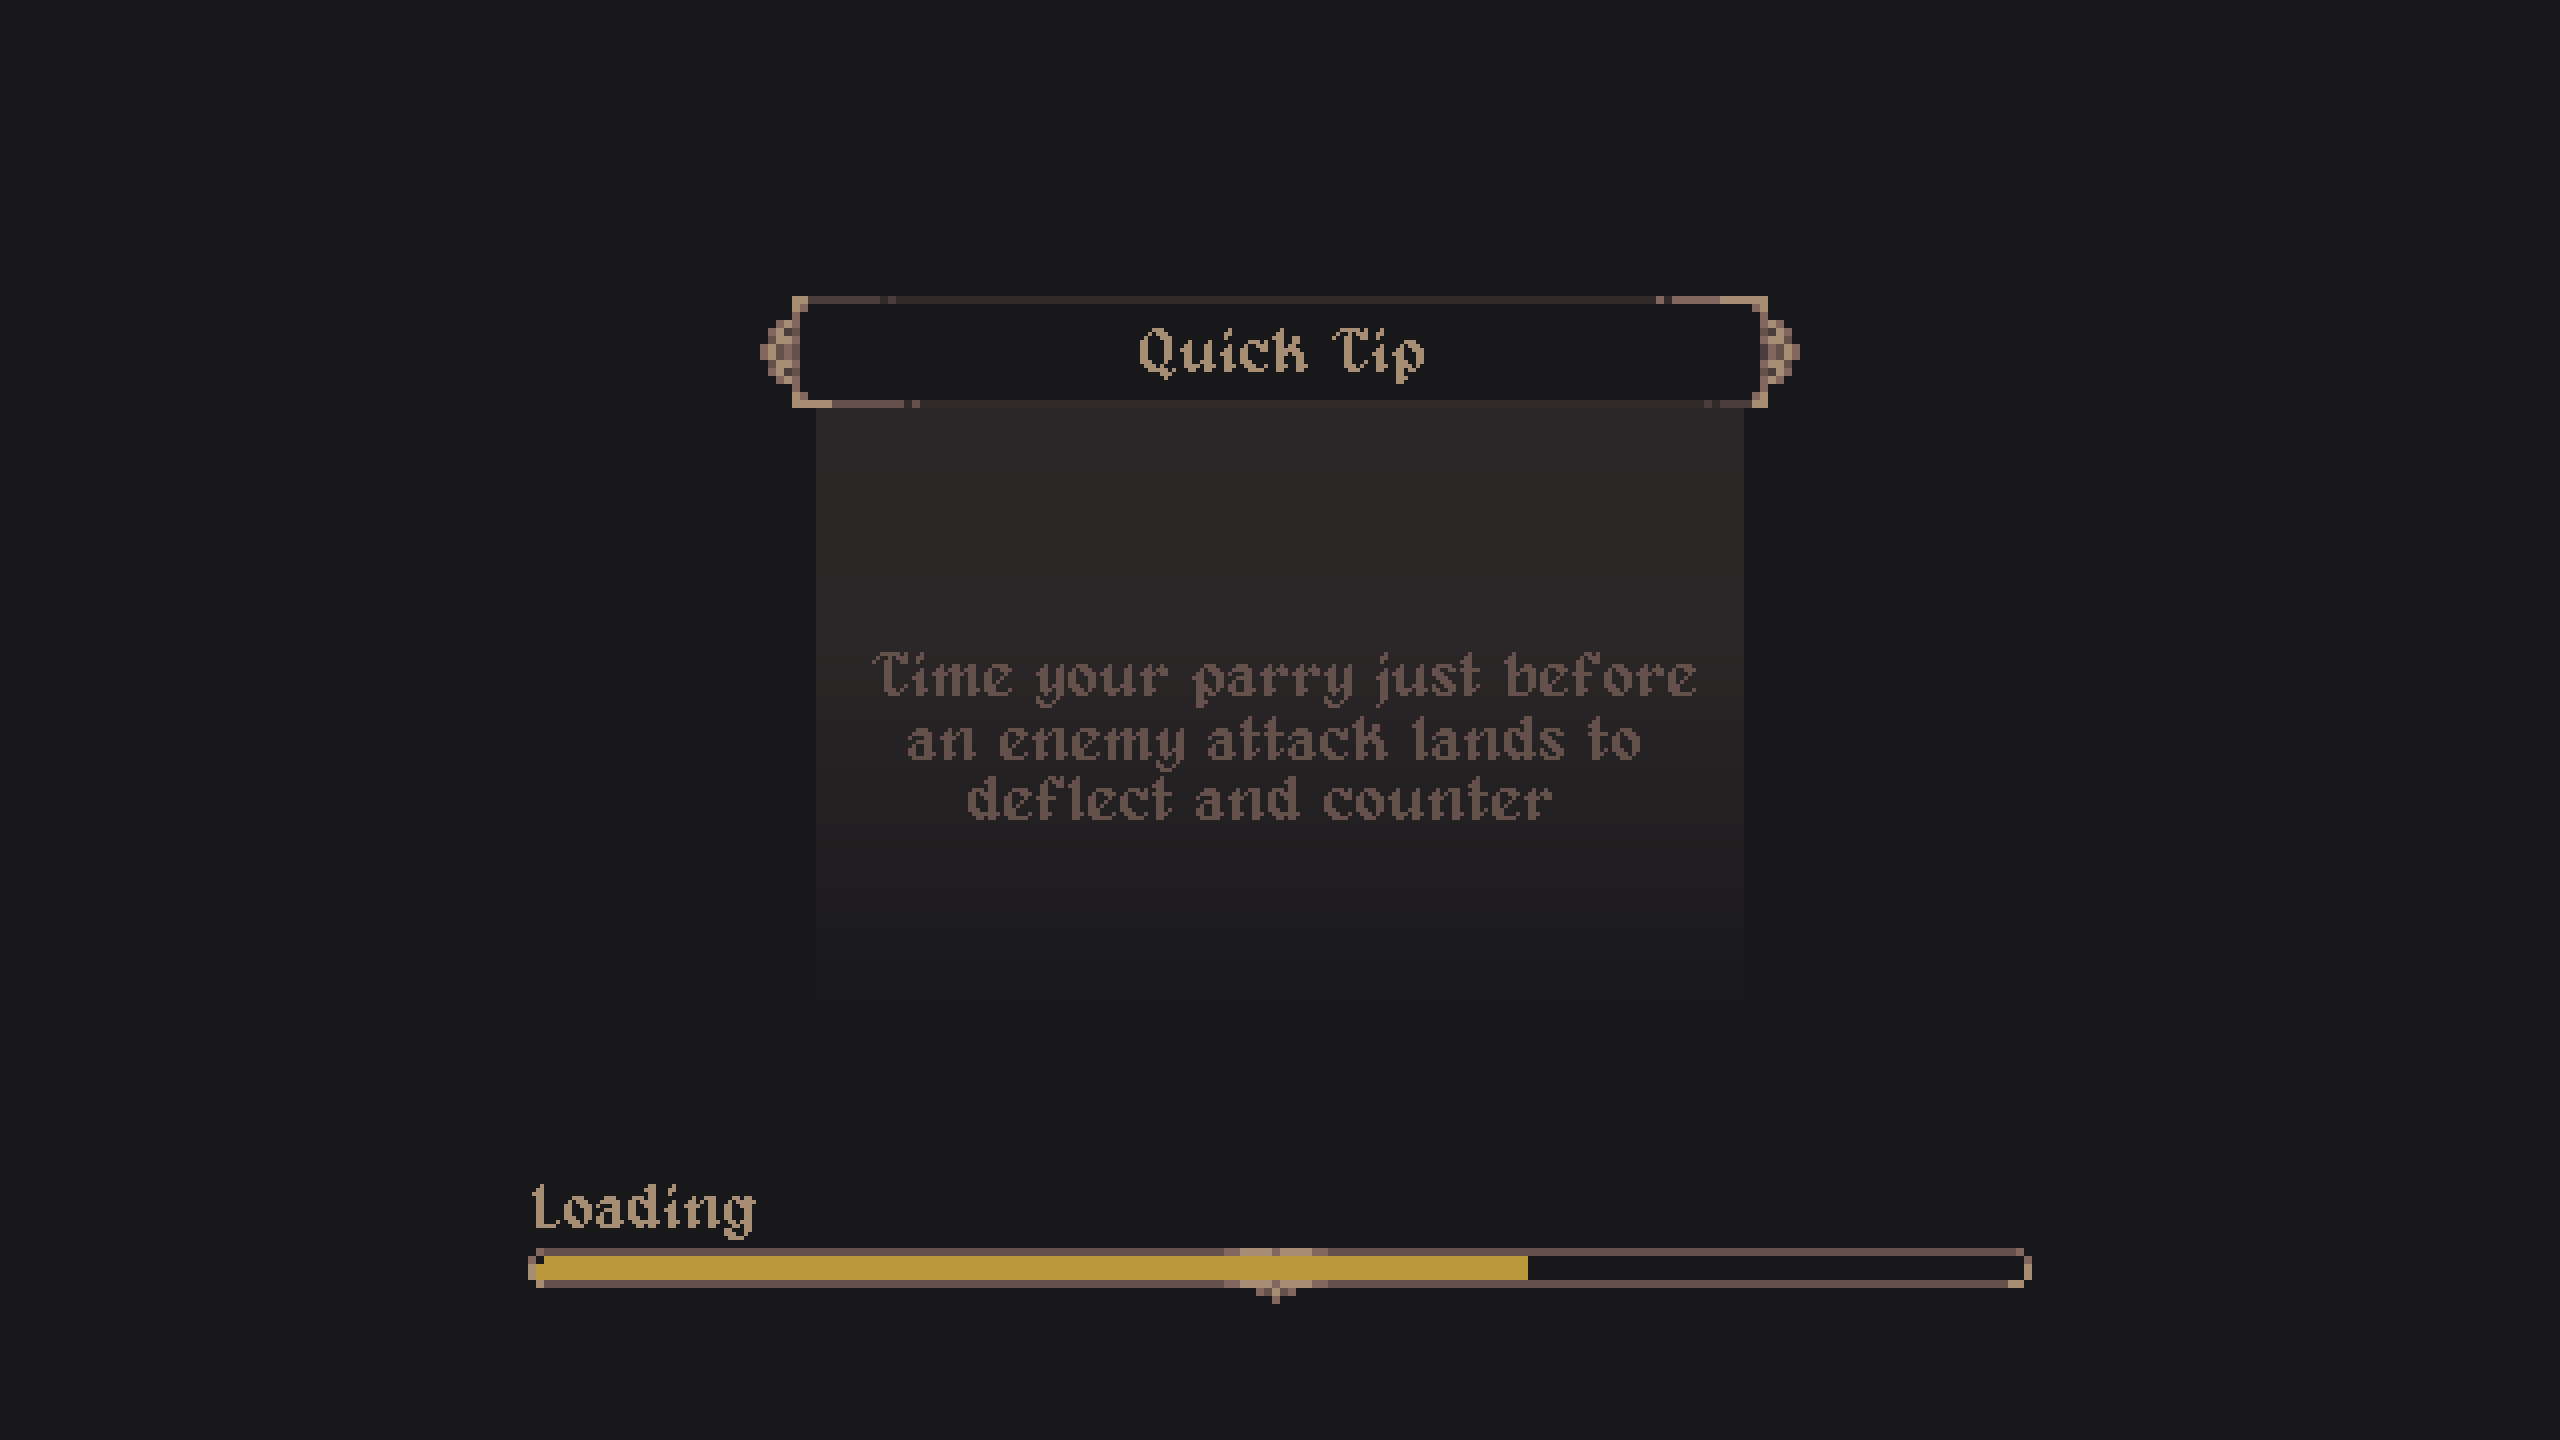 Quick Tip
Time your parry just before
an enemy attack lands to
deflect and counter
Loading